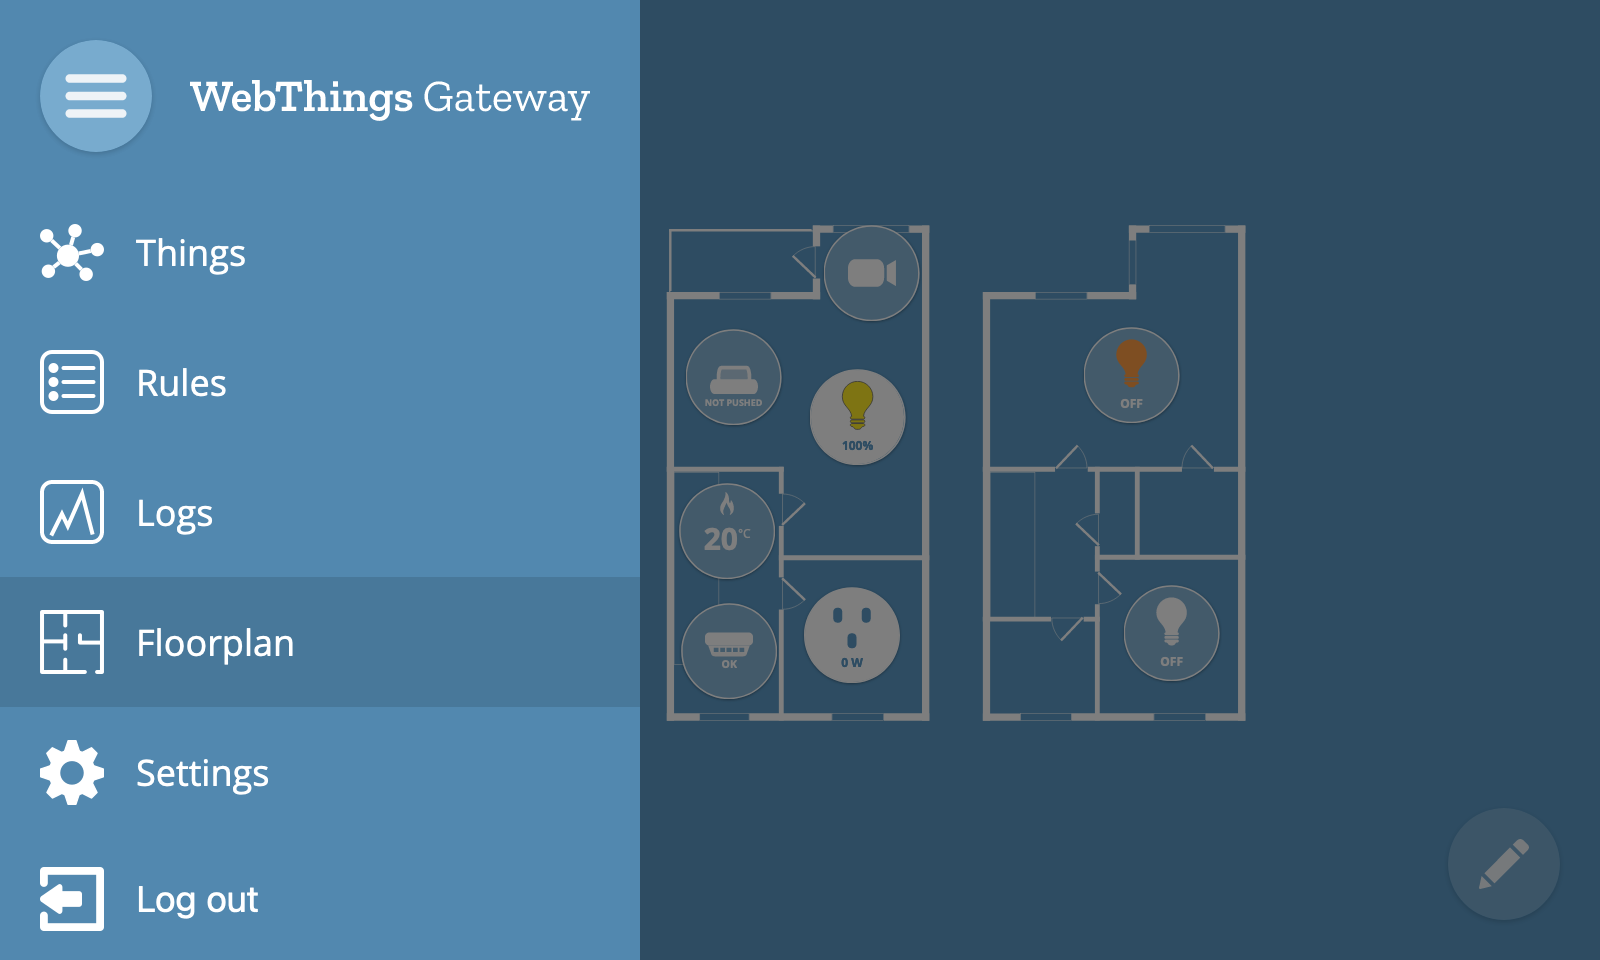 WebThings Gateway
Things
Rules
Logs
Floorplan
Settings
Log out
NOT PUSHED
100%
20°C
OK
0 W
OFF
OFF